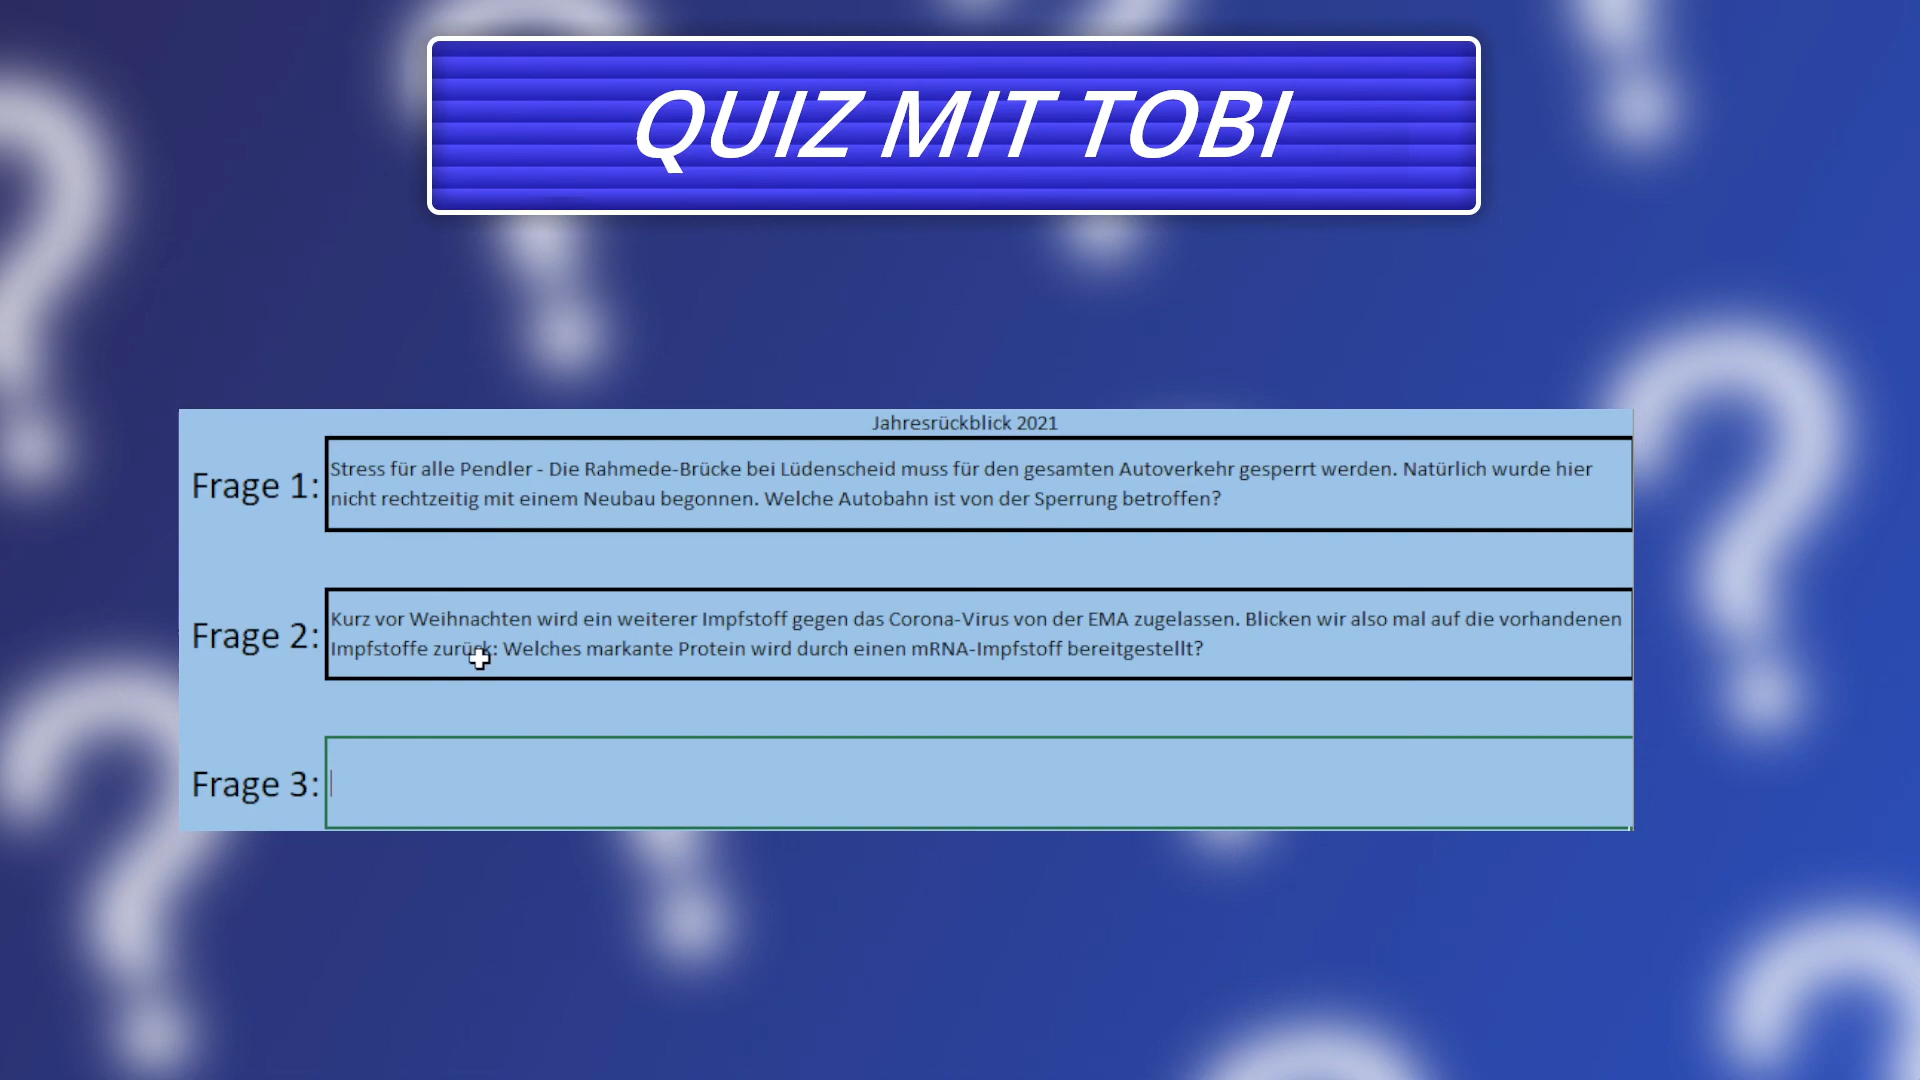 QUIZ MIT TOBI
Jahresrückblick 2021
Frage 1:
Stress für alle Pendler - Die Rahmede-Brücke bei Lüdenscheid muss für den gesamten Autoverkehr gesperrt werden. Natürlich wurde hier
nicht rechtzeitig mit einem Neubau begonnen. Welche Autobahn ist von der Sperrung betroffen?
Frage 2:
Kurz vor Weihnachten wird ein weiterer Impfstoff gegen das Corona-Virus von der EMA zugelassen. Blicken wir also mal auf die vorhandenen
Impfstoffe zurück: Welches markante Protein wird durch einen mRNA-Impfstoff bereitgestellt?
Frage 3: